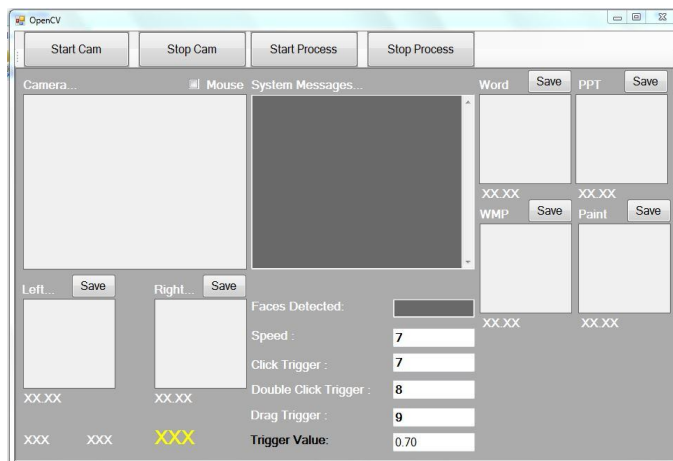 OpenCV
Start Cam Stop Cam Start Process Stop Process
Camera... Mouse System Messages... Word Save PPT Save
XX.XX XX.XX
WMP Save Paint Save
Left... Save Right... Save
Faces Detected:
XX.XX XX.XX
Speed : 7
Click Trigger : 7
Double Click Trigger : 8
XX.XX XX.XX
Drag Trigger : 9
XXX XXX XXX
Trigger Value: 0.70